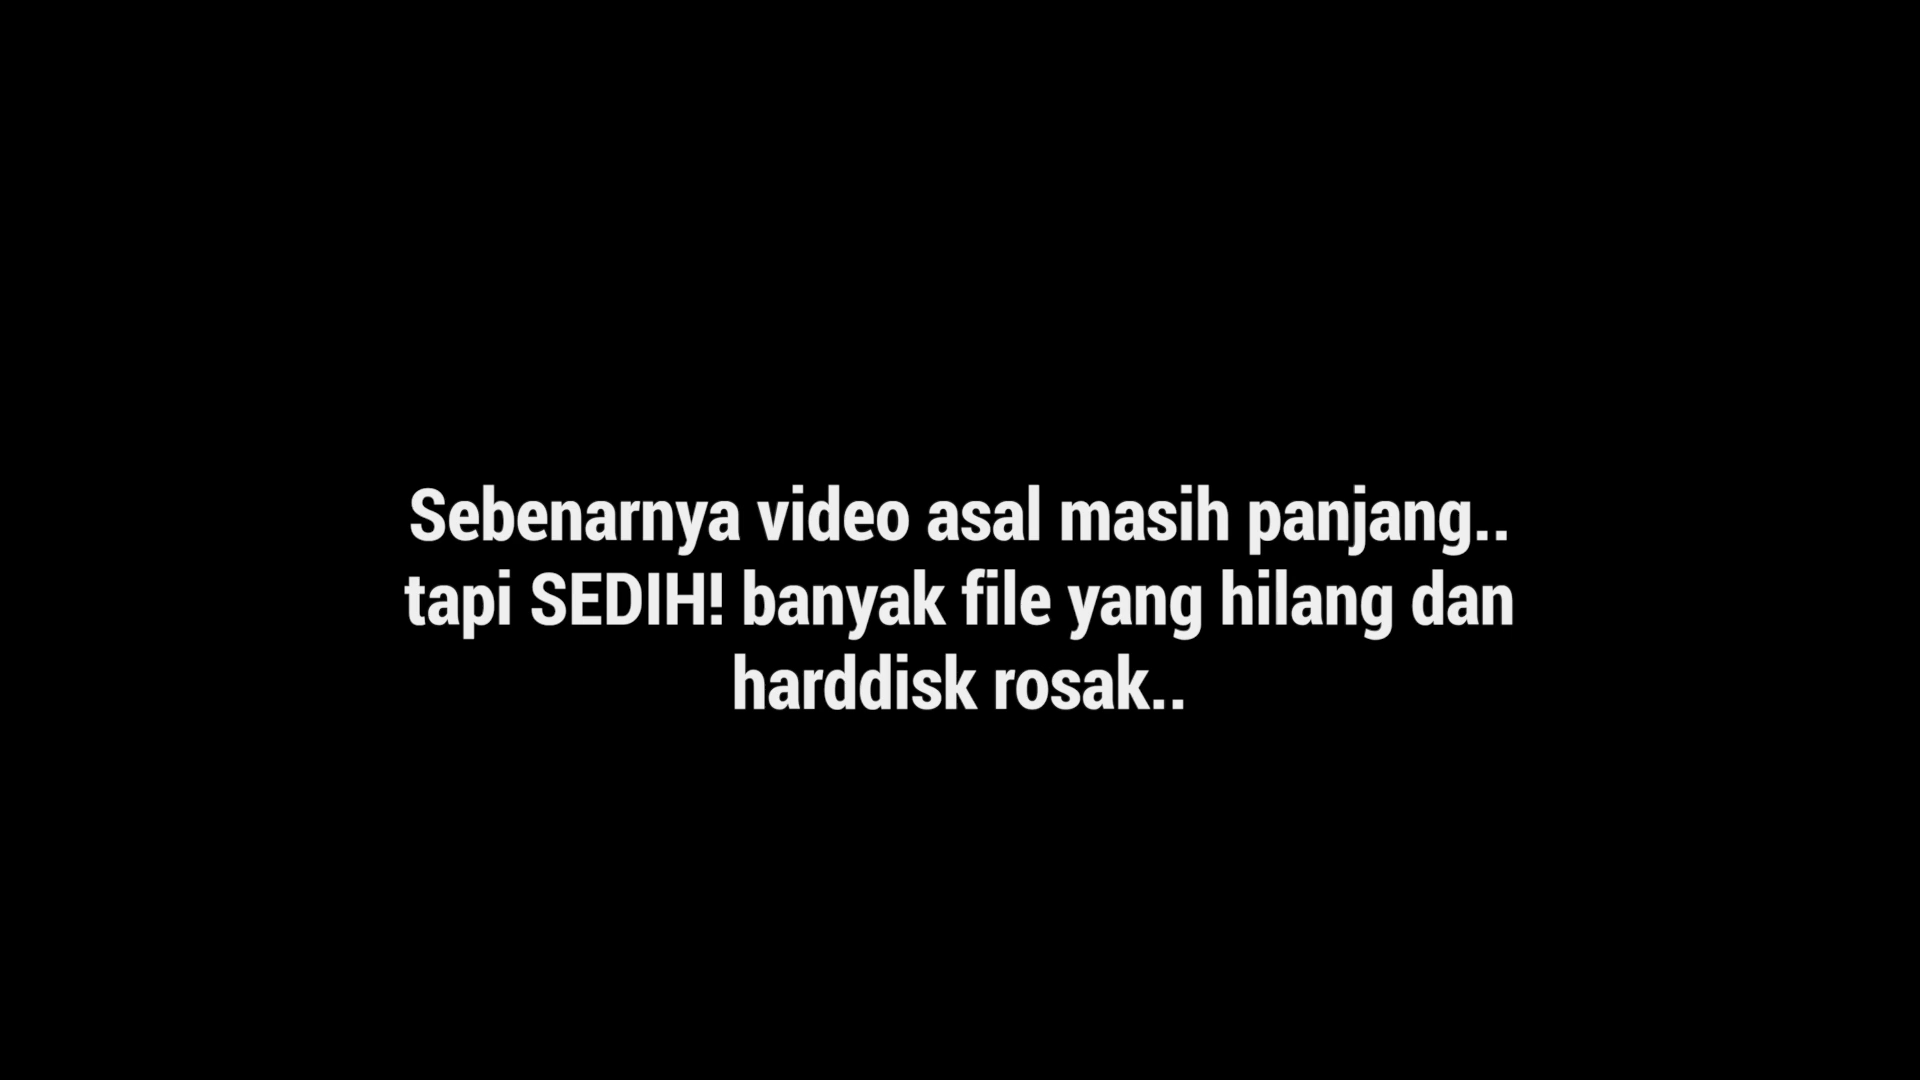 Sebenarnya video asal masih panjang..
tapi SEDIH! banyak file yang hilang dan
harddisk rosak..